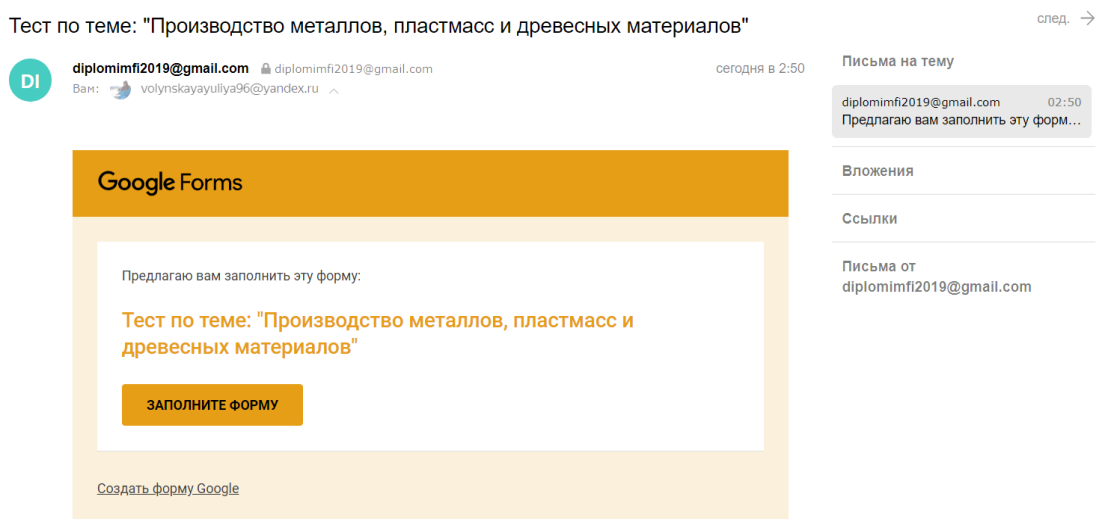 Тест по теме: "Производство металлов, пластмасс и древесных материалов"
след.
DI
diplomimfi2019@gmail.com diplomimfi2019@gmail.com
сегодня в 2:50
Вам: volynskayayuliya96@yandex.ru
Google Forms
Предлагаю вам заполнить эту форму:
Тест по теме: "Производство металлов, пластмасс и
древесных материалов"
ЗАПОЛНИТЕ ФОРМУ
Создать форму Google
Письма на тему
diplomimfi2019@gmail.com 02:50
Предлагаю вам заполнить эту форм...
Вложения
Ссылки
Письма от
diplomimfi2019@gmail.com